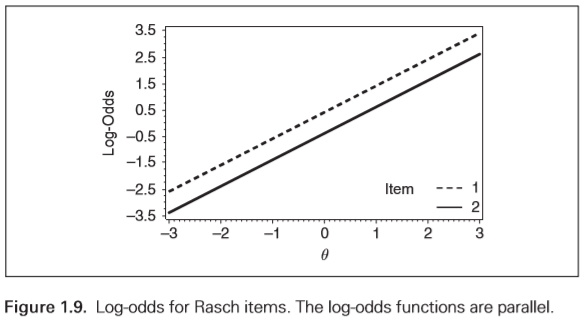 3.5
2.5
1.5
0.5
−0.5
−1.5
−2.5
−3.5
Log-Odds
Item
1
2
−3 −2 −1 0 1 2 3
θ
Figure 1.9. Log-odds for Rasch items. The log-odds functions are parallel.